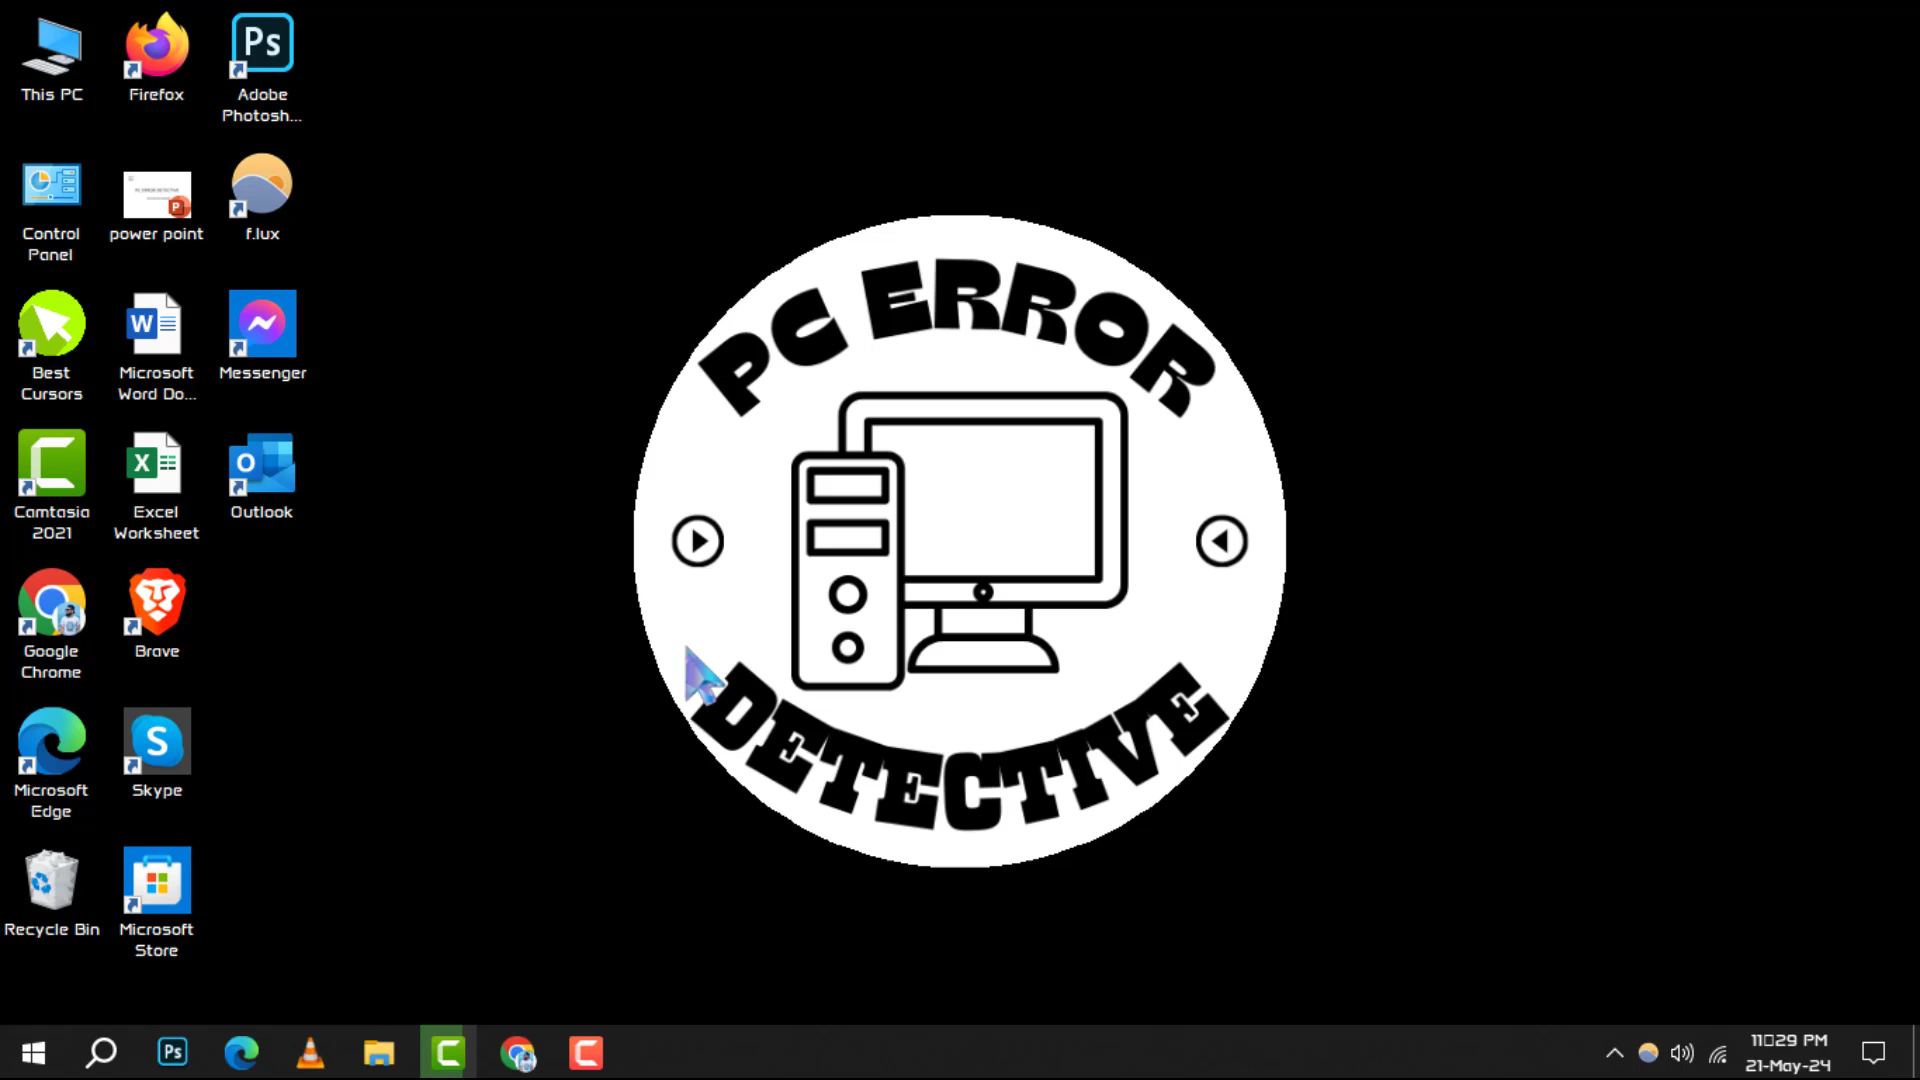 This PC
Firefox
Adobe
Photosh...
Control
Panel
power point
f.lux
Best
Cursors
Microsoft
Word Do...
Messenger
Camtasia
2021
Excel
Worksheet
Outlook
Google
Chrome
Brave
Microsoft
Edge
Skype
Recycle Bin
Microsoft
Store
PC ERROR
DETECTIVE
11□29 PM
21-May-24